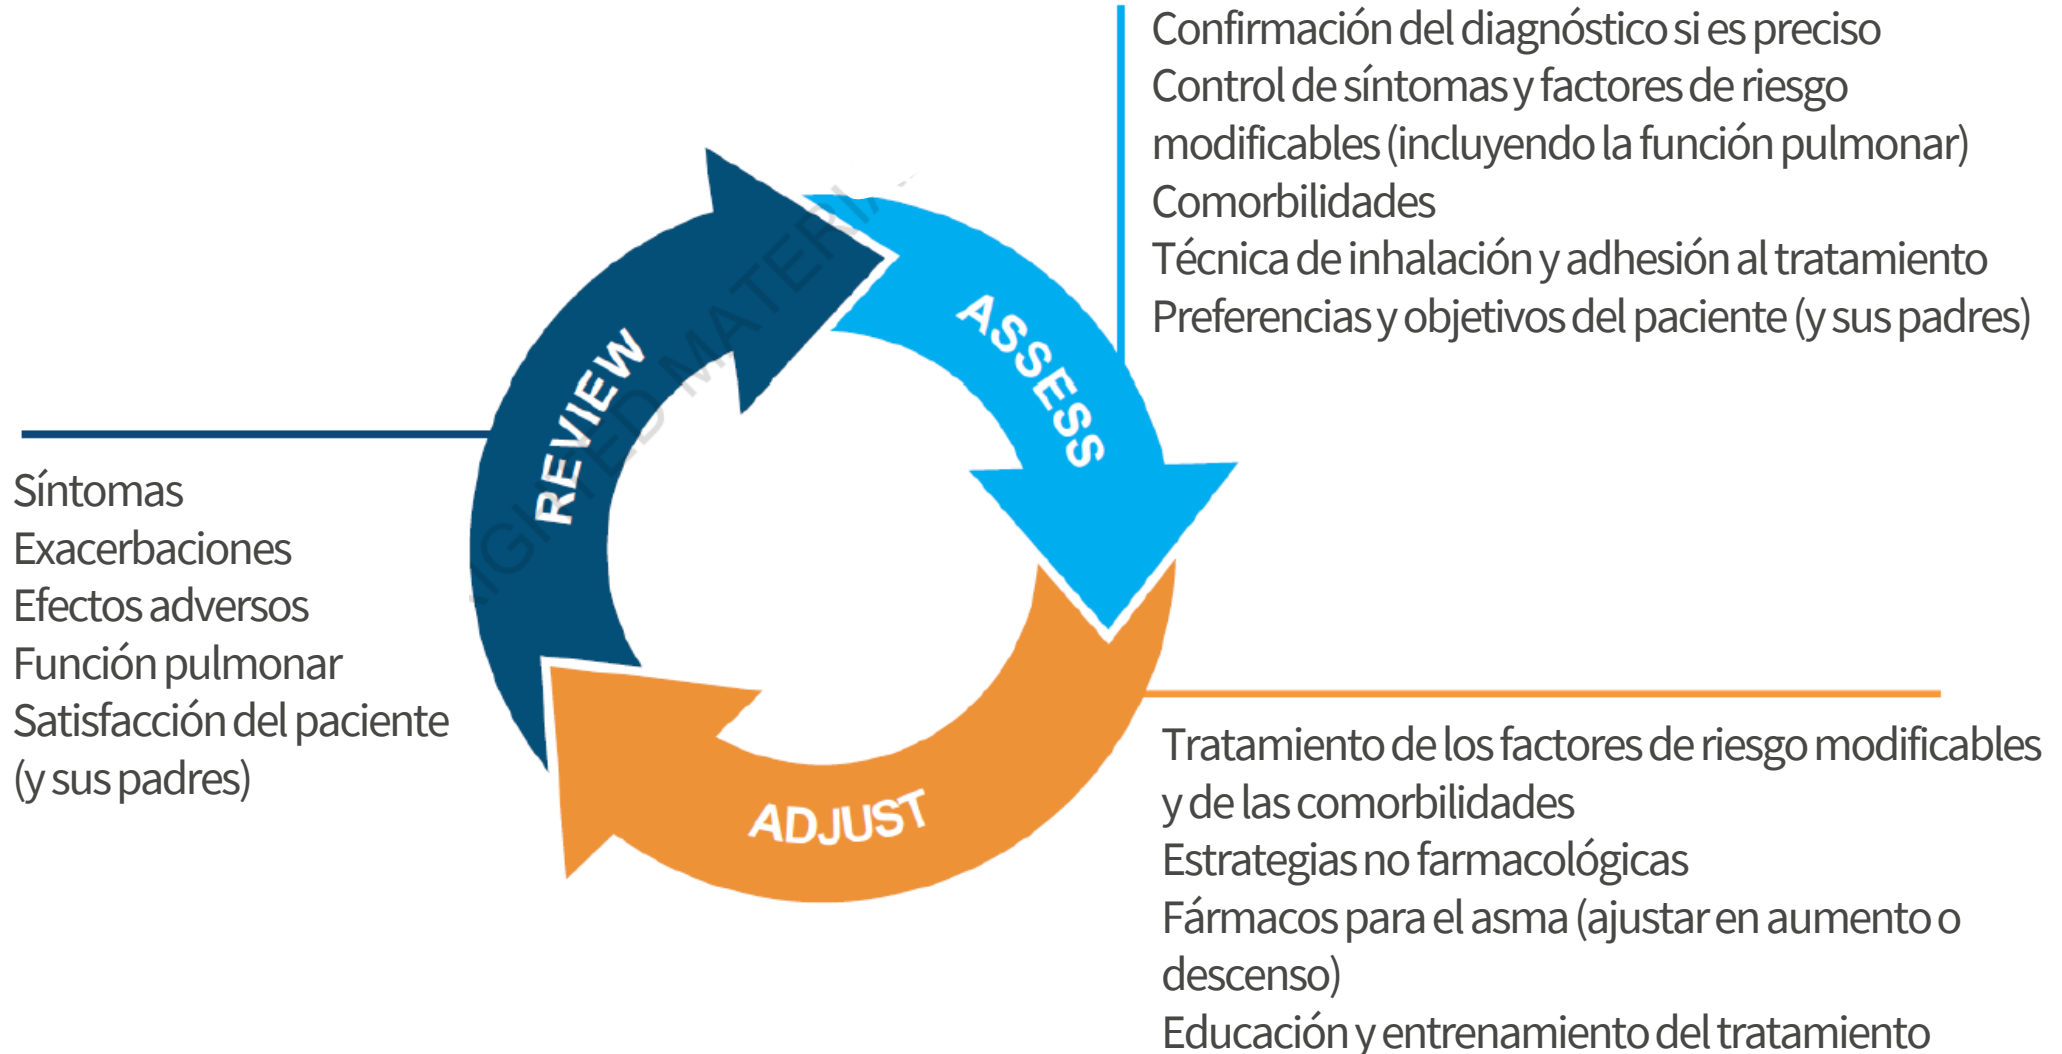 Confirmación del diagnóstico si es preciso
Control de síntomas y factores de riesgo
modificables (incluyendo la función pulmonar)
Comorbilidades
Técnica de inhalación y adhesión al tratamiento
Preferencias y objetivos del paciente (y sus padres)
REVIEW
ASSESS
ADJUST
Síntomas
Exacerbaciones
Efectos adversos
Función pulmonar
Satisfacción del paciente
(y sus padres)
Tratamiento de los factores de riesgo modificables
y de las comorbilidades
Estrategias no farmacológicas
Fármacos para el asma (ajustar en aumento o
descenso)
Educación y entrenamiento del tratamiento